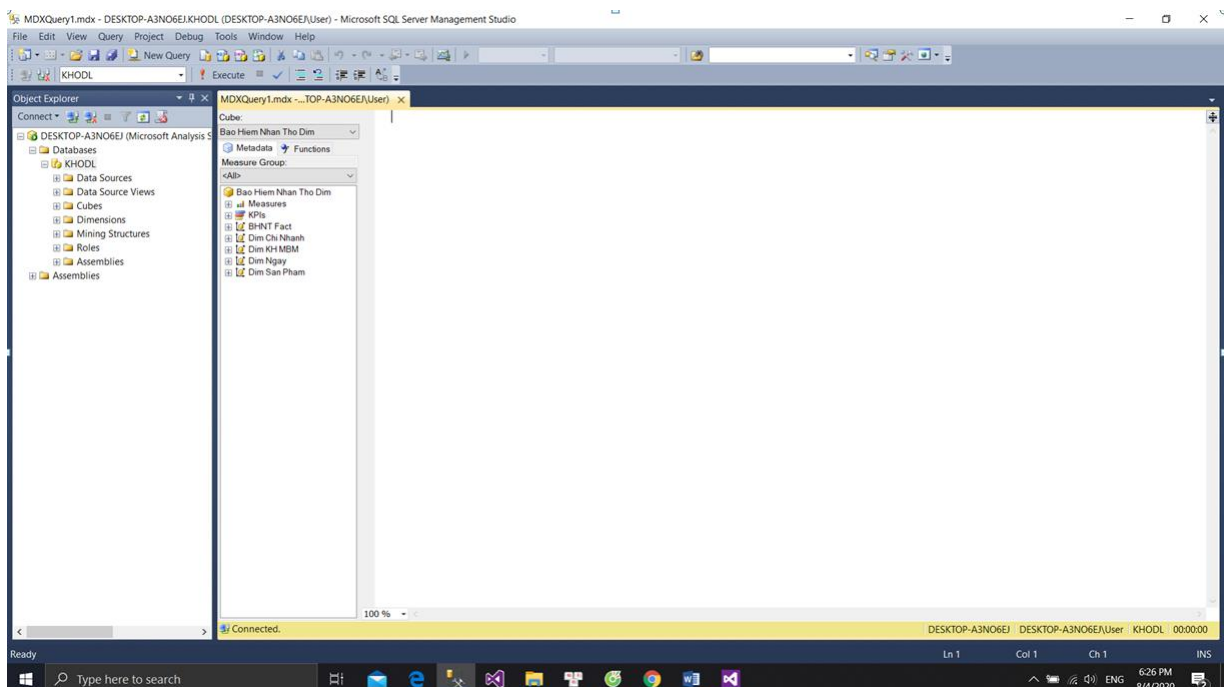 MDXQuery1.mdx - DESKTOP-A3NO6EJ.KHODL (DESKTOP-A3NO6EJ\User) - Microsoft SQL Server Management Studio
File Edit View Query Project Debug Tools Window Help
New Query
KHODL Execute
Object Explorer
Connect
DESKTOP-A3NO6EJ (Microsoft Analysis S
Databases
KHODL
Data Sources
Data Source Views
Cubes
Dimensions
Mining Structures
Roles
Assemblies
Assemblies
MDXQuery1.mdx -...TOP-A3NO6EJ\User)
Cube:
Bao Hiem Nhan Tho Dim
Metadata Functions
Measure Group:
<All>
Bao Hiem Nhan Tho Dim
Measures
KPIs
BHNT Fact
Dim Chi Nhanh
Dim KH MBM
Dim Ngay
Dim San Pham
100 %
Connected. DESKTOP-A3NO6EJ DESKTOP-A3NO6EJ\User KHODL 00:00:00
Ready Ln 1 Col 1 Ch 1 INS
Type here to search ENG 6:26 PM
8/4/2020